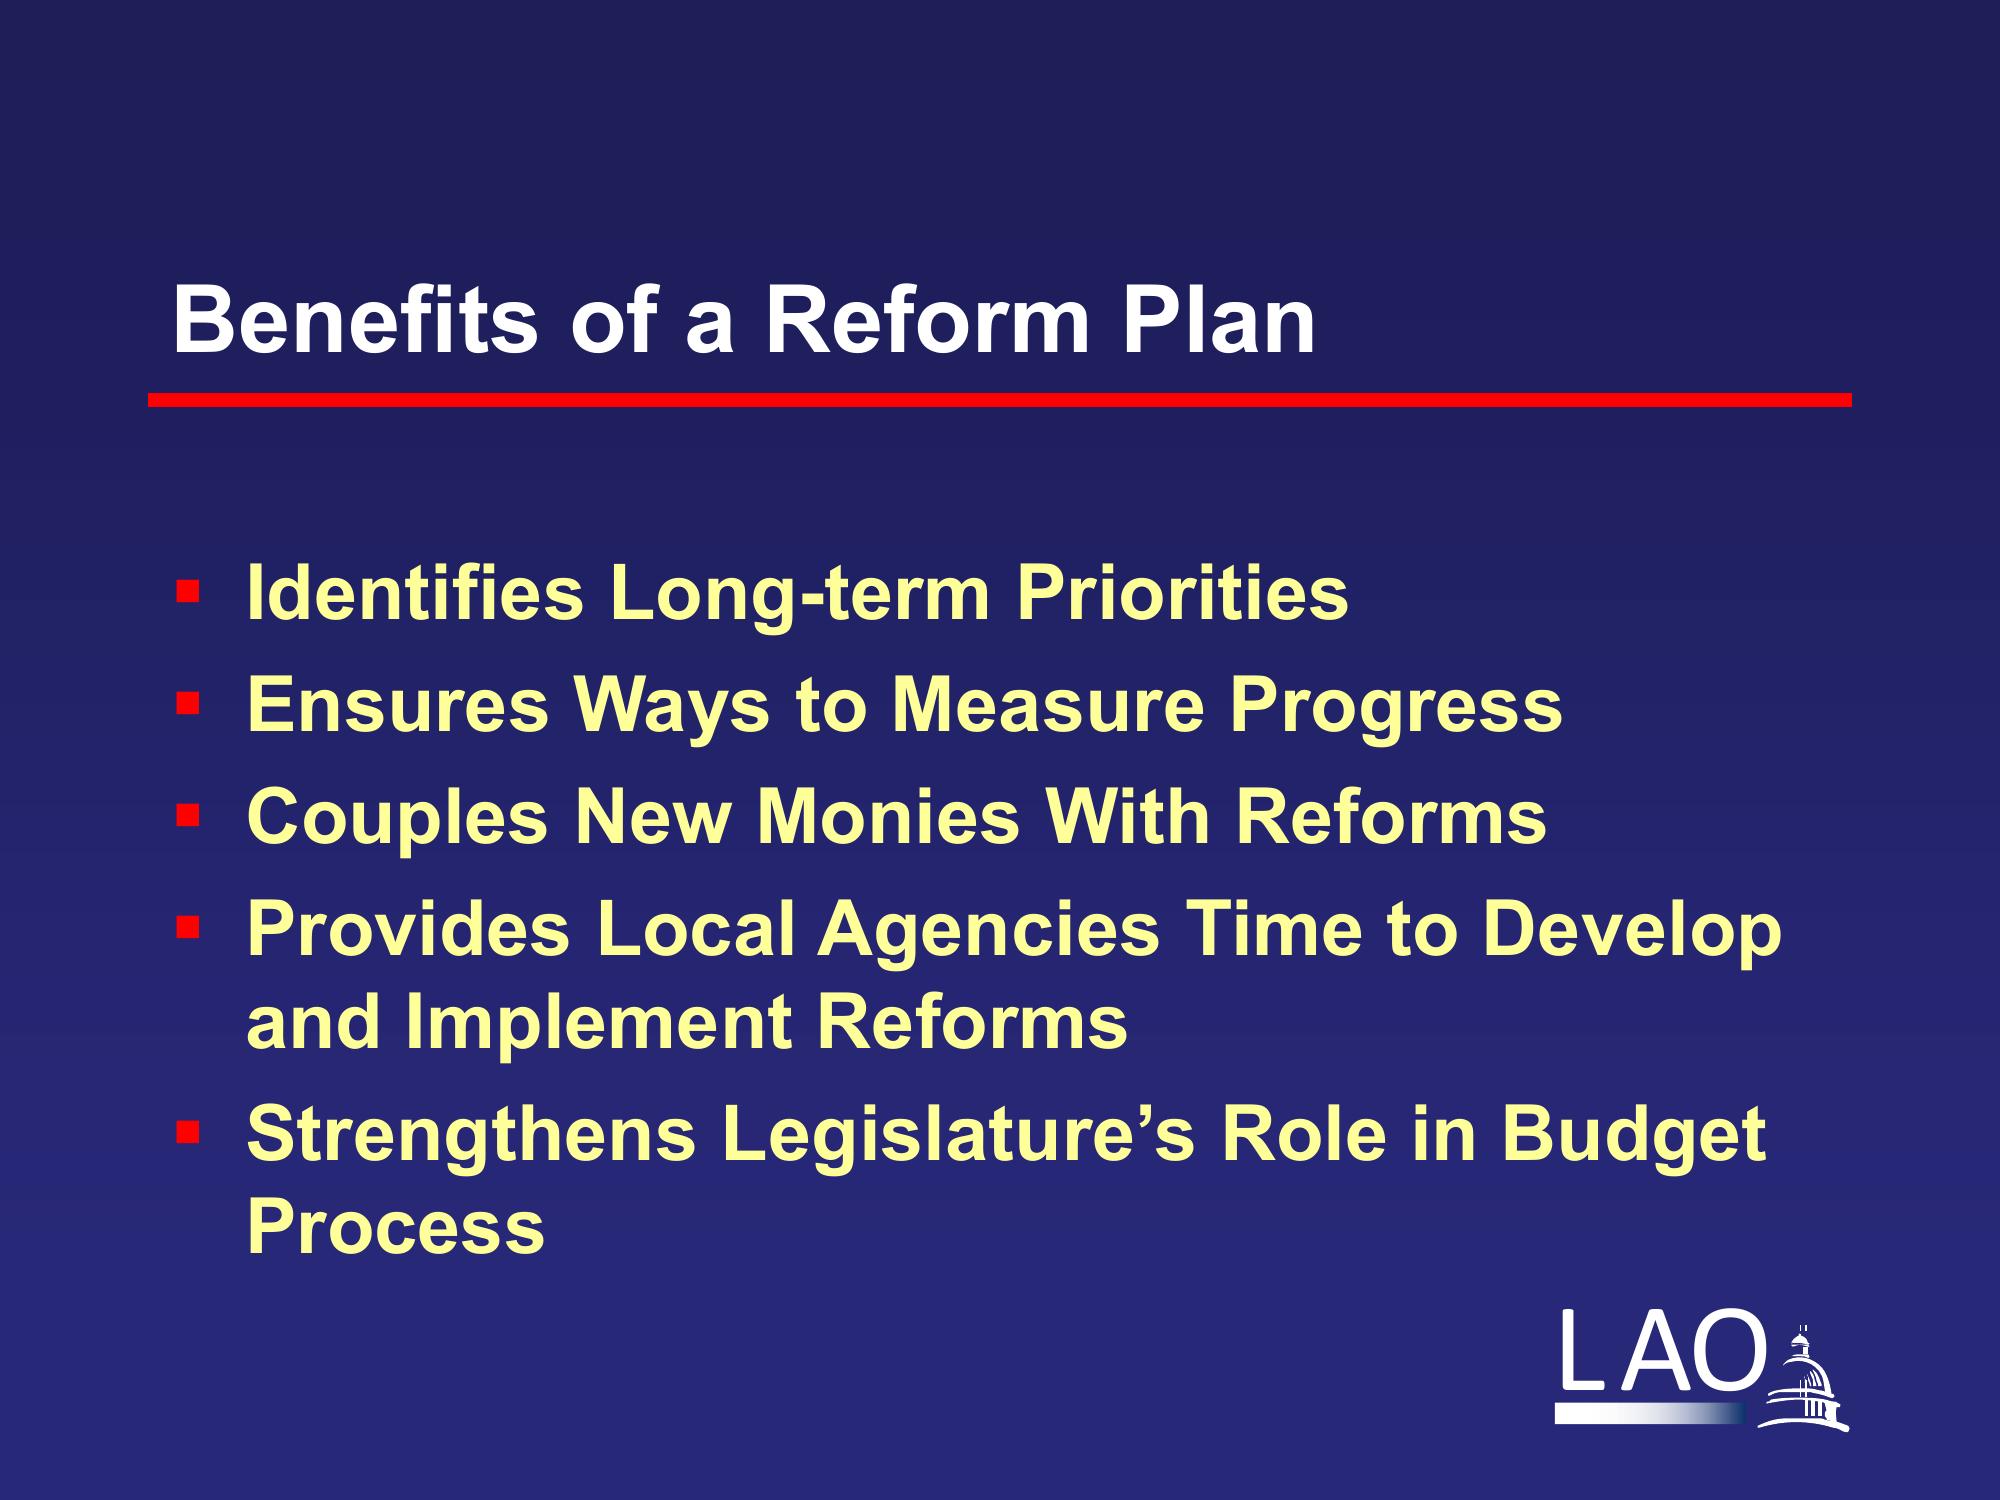 Benefits of a Reform Plan
▪ Identifies Long-term Priorities
▪ Ensures Ways to Measure Progress
▪ Couples New Monies With Reforms
▪ Provides Local Agencies Time to Develop
and Implement Reforms
▪ Strengthens Legislature’s Role in Budget
Process
LAO